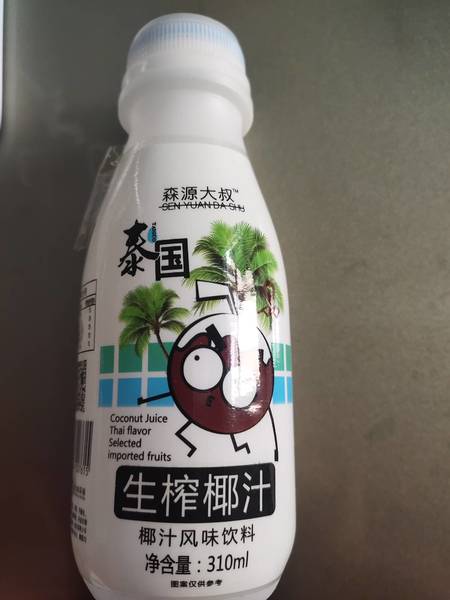 森源大叔™
SEN YUAN DA SHU
泰国
Coconut Juice
Thai flavor
Selected
imported fruits
生榨椰汁
椰汁风味饮料
净含量：310ml
图案仅供参考